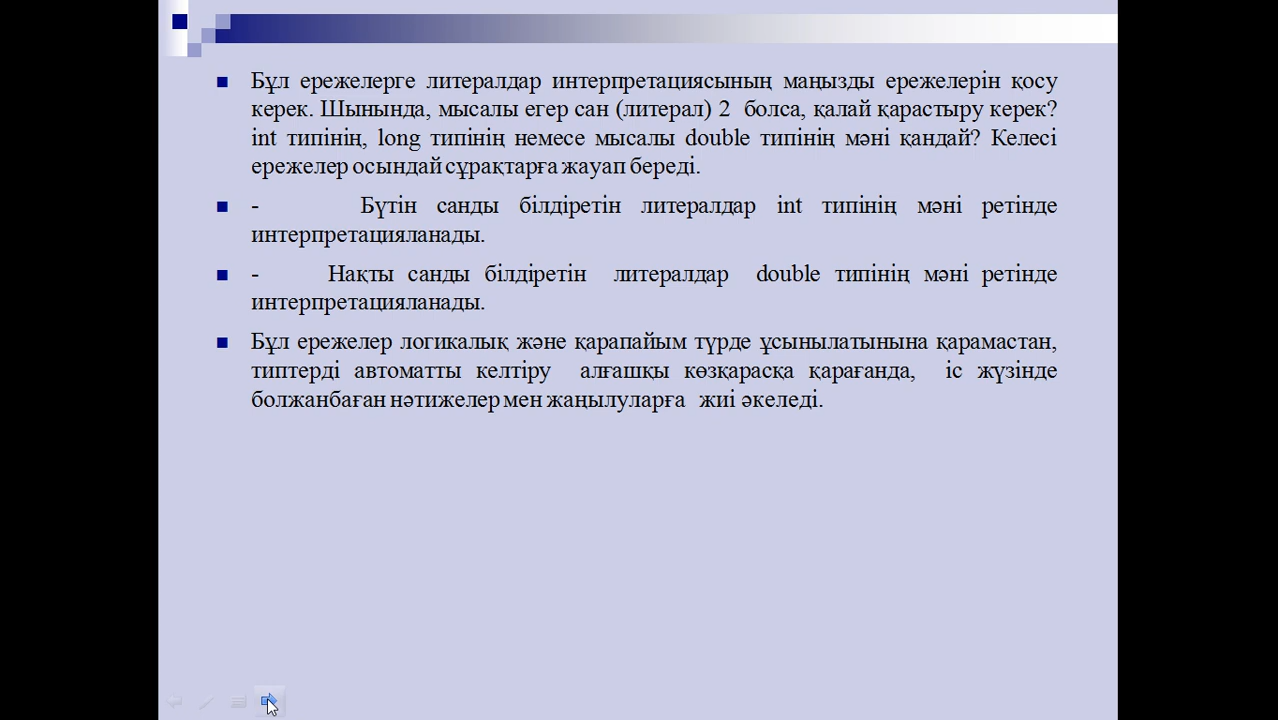 Бұл ережелерге литералдар интерпретациясының маңызды ережелерін қосу
керек. Шынында, мысалы егер сан (литерал) 2 болса, қалай қарастыру керек?
int типінің, long типінің немесе мысалы double типінің мәні қандай? Келесі
ережелер осындай сұрақтарға жауап береді.
- Бүтін санды білдіретін литералдар int типінің мәні ретінде
интерпретацияланады.
- Нақты санды білдіретін литералдар double типінің мәні ретінде
интерпретацияланады.
Бұл ережелер логикалық және қарапайым түрде ұсынылатынына қарамастан,
типтерді автоматты келтіру алғашқы көзқарасқа қарағанда, іс жүзінде
болжанбаған нәтижелер мен жаңылуларға жиі әкеледі.